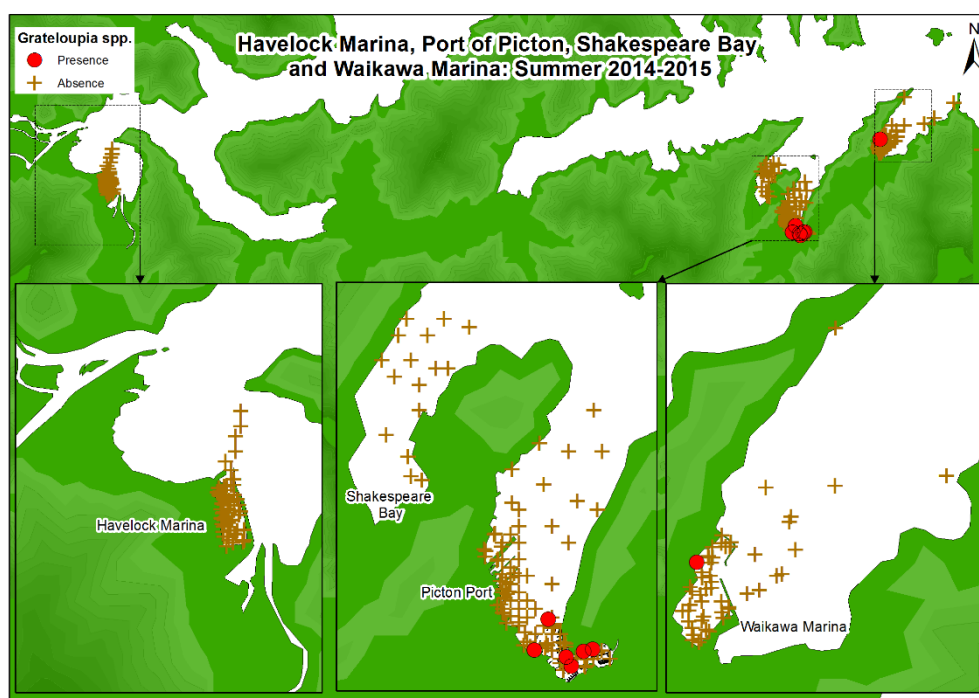 Grateloupia spp.
Presence
Absence
Havelock Marina, Port of Picton, Shakespeare Bay
and Waikawa Marina: Summer 2014-2015
N
Havelock Marina
Shakespeare
Bay
Picton Port
Waikawa Marina